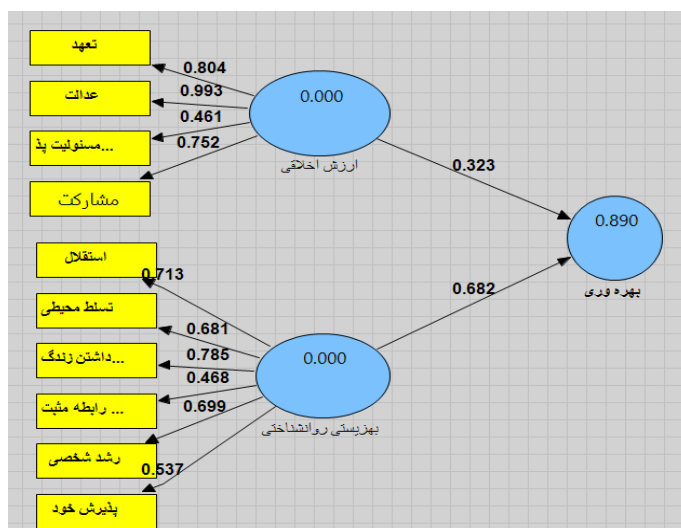 تعهد
0.804
0.000
عدالت
0.993
0.461
مسئولیت پذ...
0.752
ارزش اخلاقی
0.323
مشارکت
0.890
استقلال
0.713
بهره وری
0.682
تسلط محیطی
0.681
0.785
داشتن زندگ...
0.000
0.468
رابطه مثبت ...
0.699
بهزیستی روانشناختی
رشد شخصی
0.537
پذیرش خود